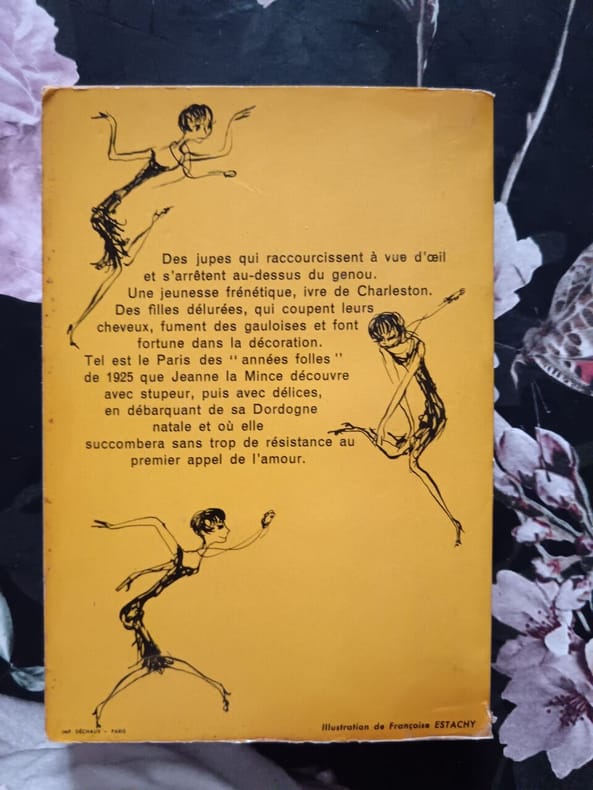 Des jupes qui raccourcissent à vue d'œil
et s'arrêtent au-dessus du genou.
Une jeunesse frénétique, ivre de Charleston.
Des filles délurées, qui coupent leurs
cheveux, fument des gauloises et font
fortune dans la décoration.
Tel est le Paris des "années folles"
de 1925 que Jeanne la Mince découvre
avec stupeur, puis avec délices,
en débarquant de sa Dordogne
natale et où elle
succombera sans trop de résistance au
premier appel de l'amour.
IMP. DÉCHAUX - PARIS
Illustration de Françoise ESTACHY